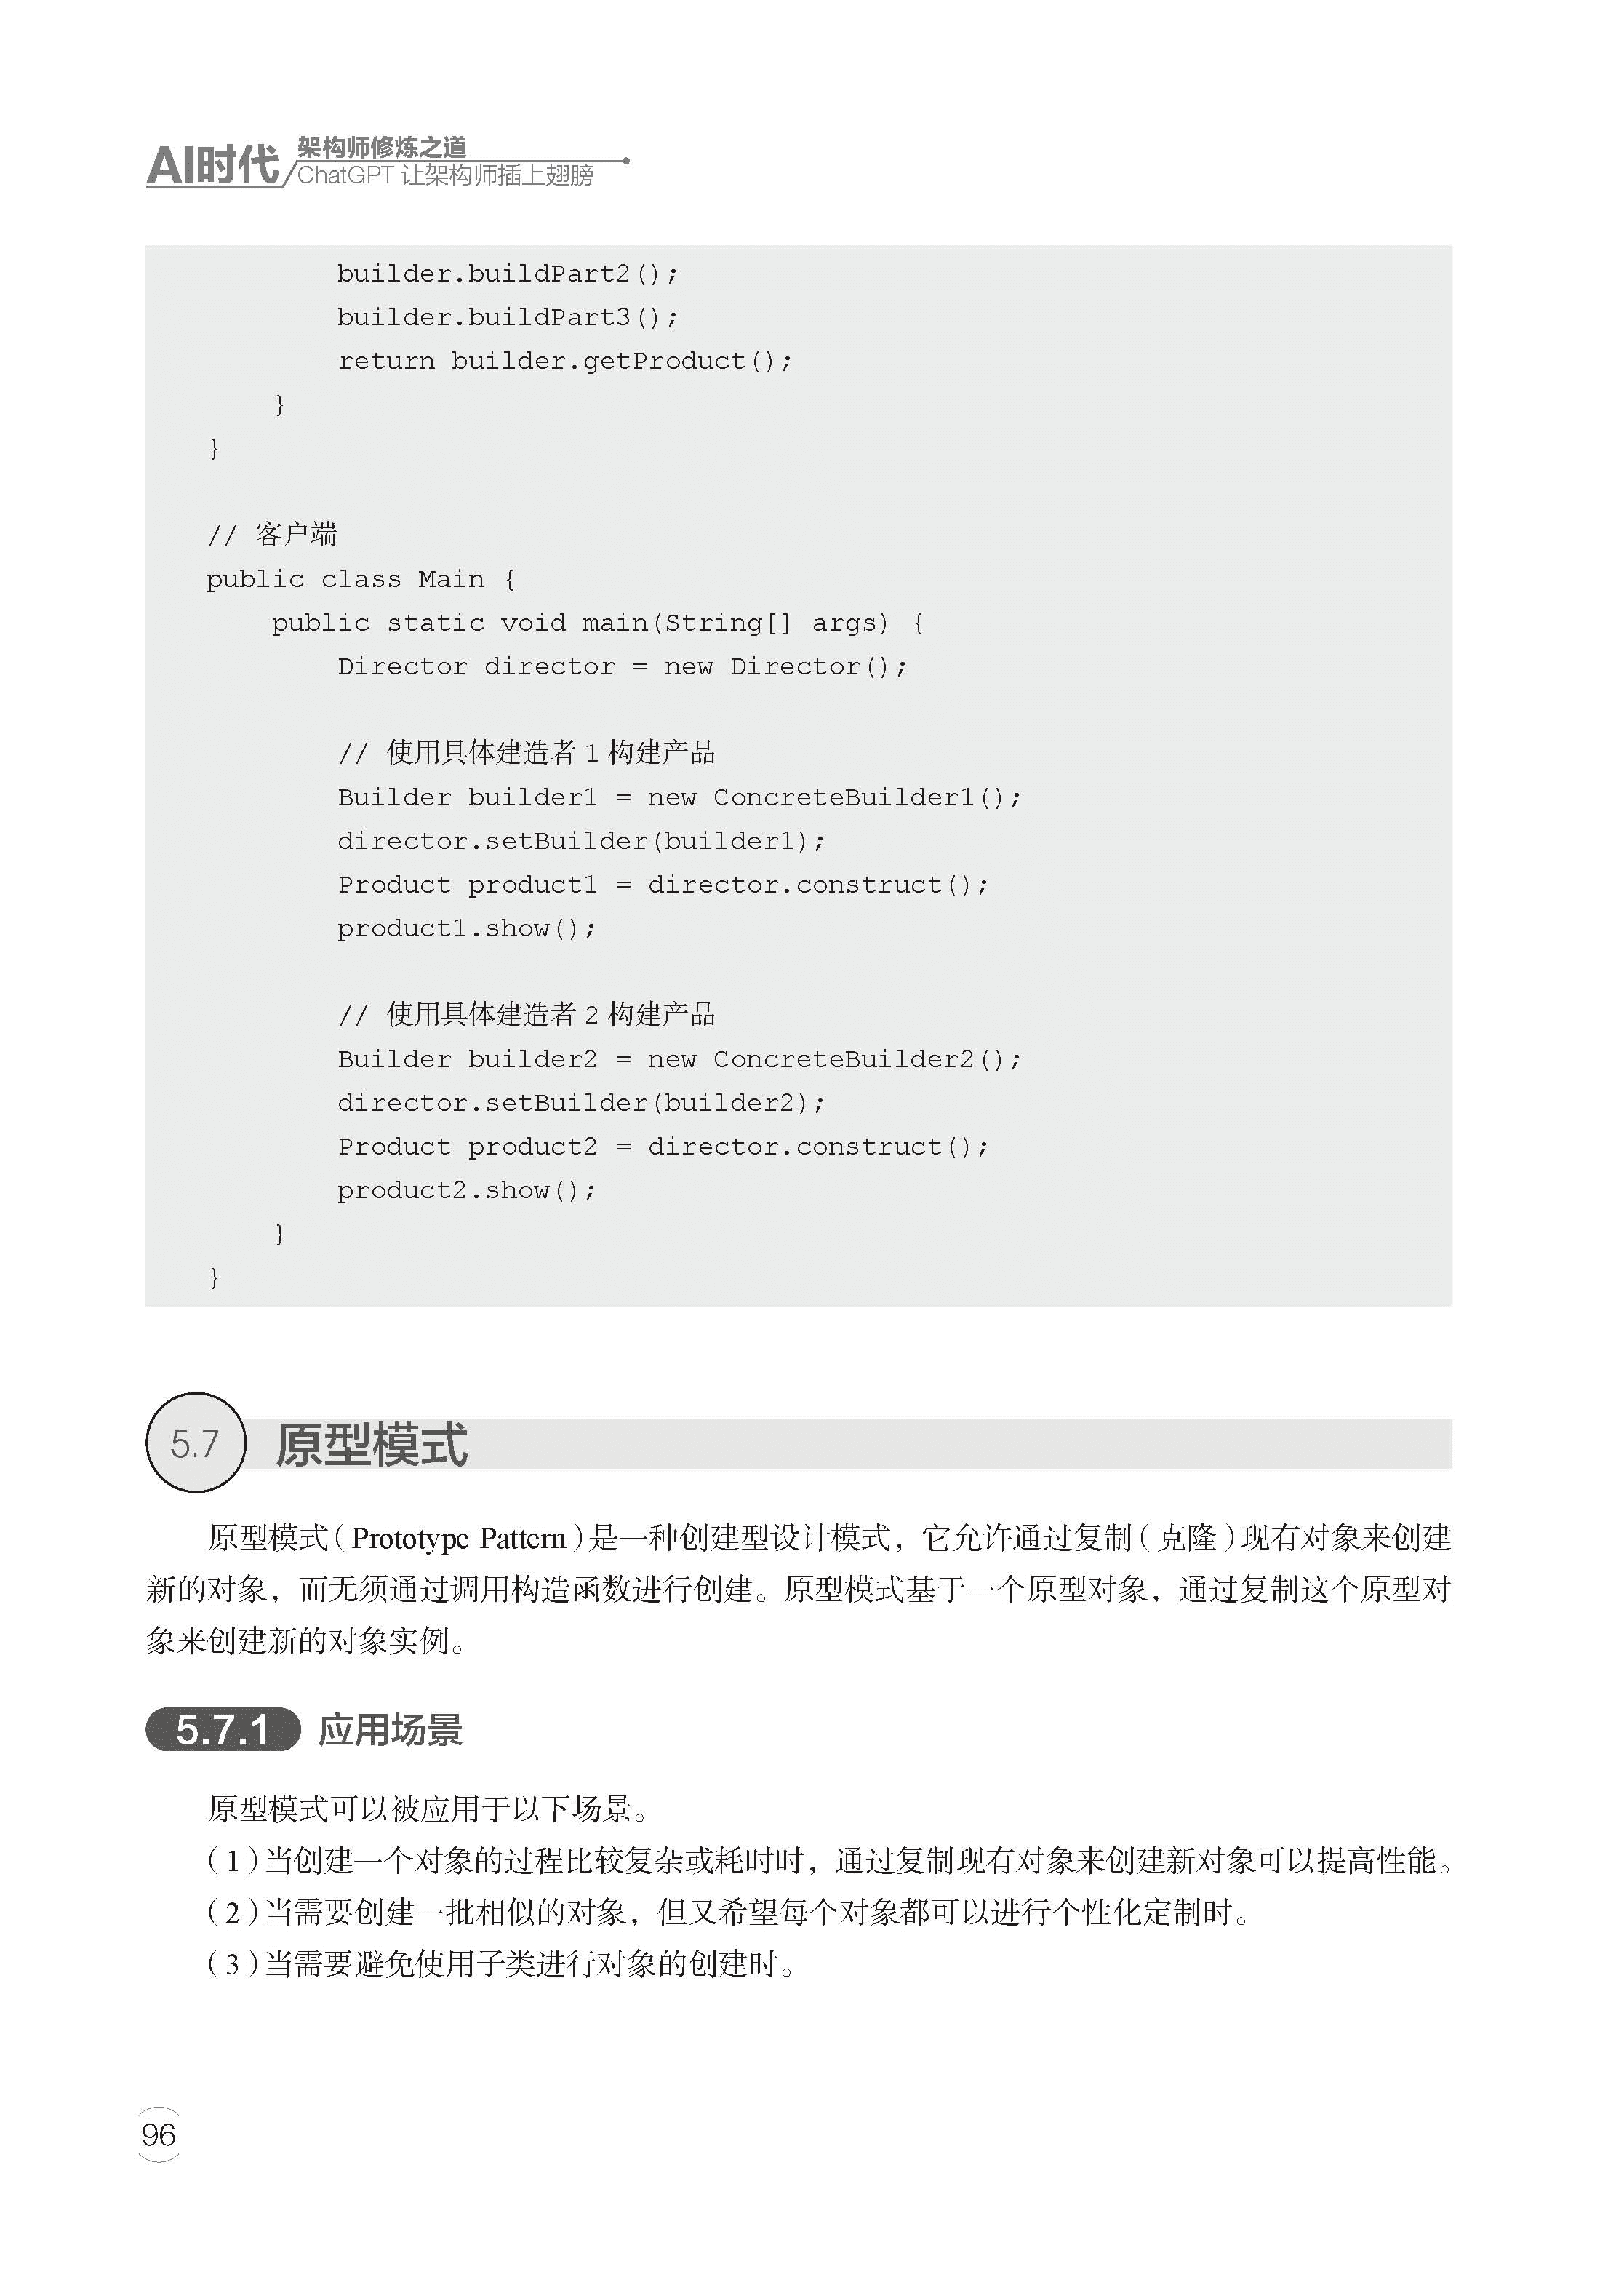 AI时代 架构师修炼之道
ChatGPT 让架构师插上翅膀
builder.buildPart2();
builder.buildPart3();
return builder.getProduct();
}
}
// 客户端
public class Main {
public static void main(String[] args) {
Director director = new Director();
// 使用具体建造者 1 构建产品
Builder builder1 = new ConcreteBuilder1();
director.setBuilder(builder1);
Product product1 = director.construct();
product1.show();
// 使用具体建造者 2 构建产品
Builder builder2 = new ConcreteBuilder2();
director.setBuilder(builder2);
Product product2 = director.construct();
product2.show();
}
}
5.7 原型模式
原型模式（Prototype Pattern）是一种创建型设计模式，它允许通过复制（克隆）现有对象来创建
新的对象，而无须通过调用构造函数进行创建。原型模式基于一个原型对象，通过复制这个原型对
象来创建新的对象实例。
5.7.1 应用场景
原型模式可以被应用于以下场景。
（1）当创建一个对象的过程比较复杂或耗时时，通过复制现有对象来创建新对象可以提高性能。
（2）当需要创建一批相似的对象，但又希望每个对象都可以进行个性化定制时。
（3）当需要避免使用子类进行对象的创建时。
96